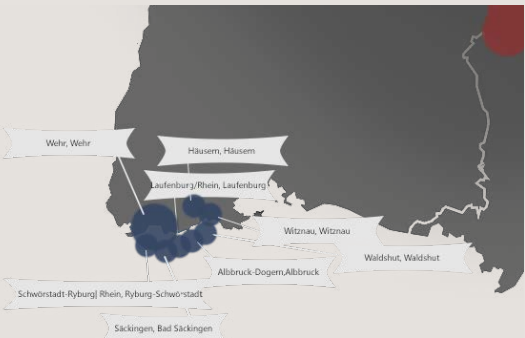 Wehr, Wehr
Häusern, Häusern
Laufenburg/Rhein, Laufenburg
Witznau, Witznau
Waldshut, Waldshut
Albbruck-Dogern,Albbruck
Schwörstadt-Ryburg| Rhein, Ryburg-Schwörstadt
Säckingen, Bad Säckingen